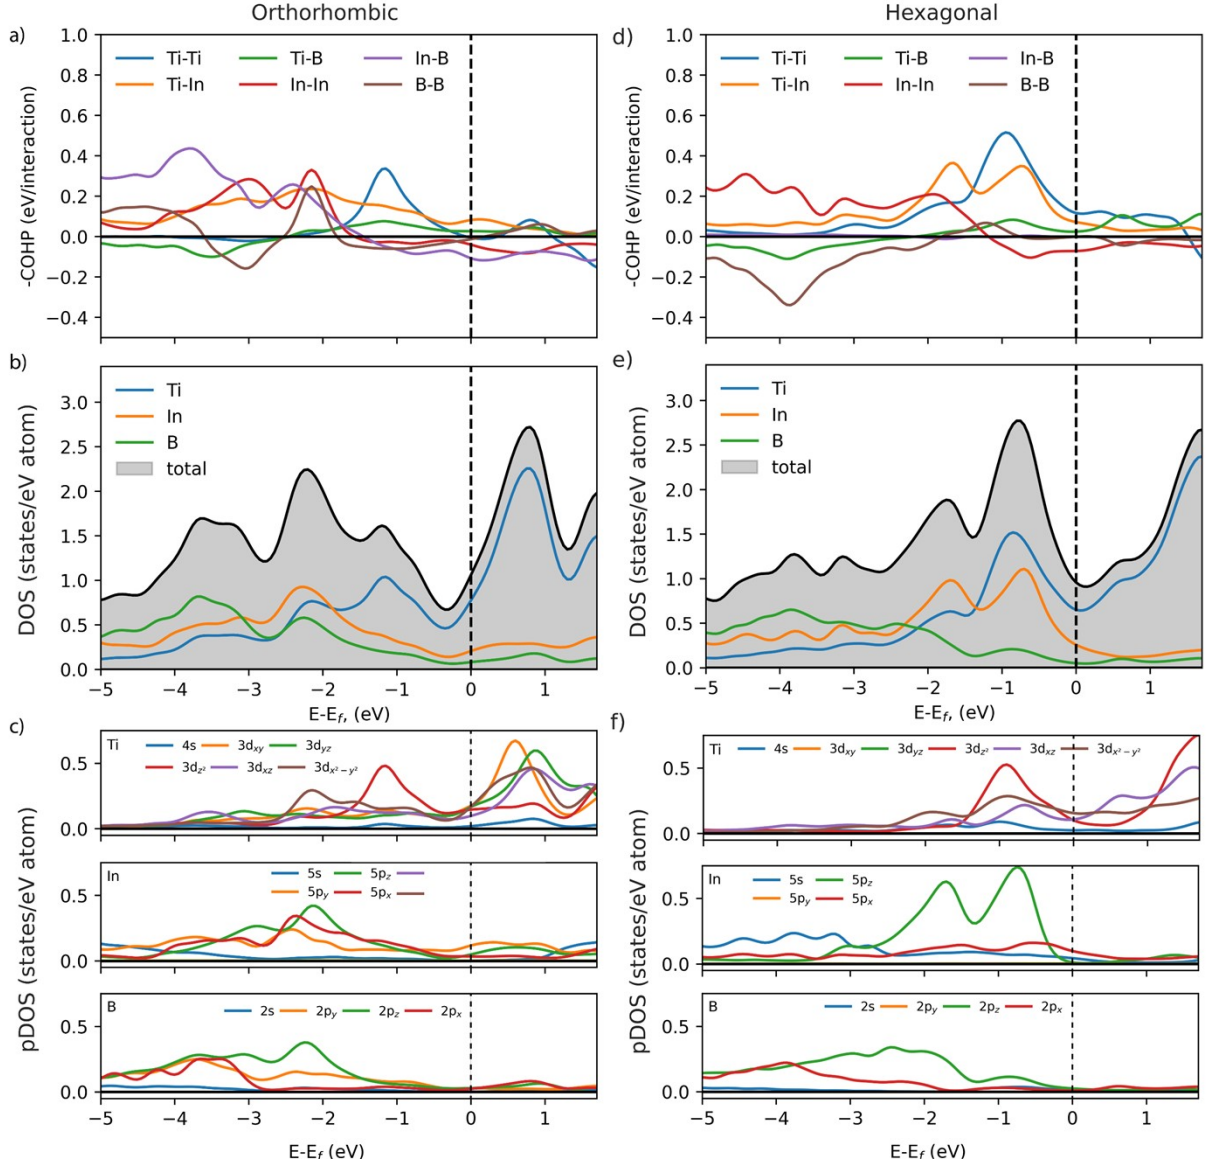 Orthorhombic
Hexagonal
a)
1.0
0.8
0.6
0.4
0.2
0.0
−0.2
−0.4
-COHP (eV/interaction)
Ti-Ti Ti-B In-B
Ti-In In-In B-B
d)
1.0
0.8
0.6
0.4
0.2
0.0
−0.2
−0.4
-COHP (eV/interaction)
Ti-Ti Ti-B In-B
Ti-In In-In B-B
b)
3.0
2.5
2.0
1.5
1.0
0.5
0.0
DOS (states/eV atom)
Ti
In
B
total
−5 −4 −3 −2 −1 0 1
E-E_f, (eV)
e)
3.0
2.5
2.0
1.5
1.0
0.5
0.0
DOS (states/eV atom)
Ti
In
B
total
−5 −4 −3 −2 −1 0 1
E-E_f, (eV)
c)
pDOS (states/eV atom)
Ti
4s 3d_xy 3d_yz
3d_z² 3d_xz 3d_x²−y²
0.5
0.0
In
5s 5p_z
5p_y 5p_x
0.5
0.0
B
2s 2p_y 2p_z 2p_x
0.5
0.0
−5 −4 −3 −2 −1 0 1
E-E_f (eV)
f)
pDOS (states/eV atom)
Ti
4s 3d_xy 3d_yz 3d_z² 3d_xz 3d_x²−y²
0.5
0.0
In
5s 5p_z
5p_y 5p_x
0.5
0.0
B
2s 2p_y 2p_z 2p_x
0.5
0.0
−5 −4 −3 −2 −1 0 1
E-E_f (eV)